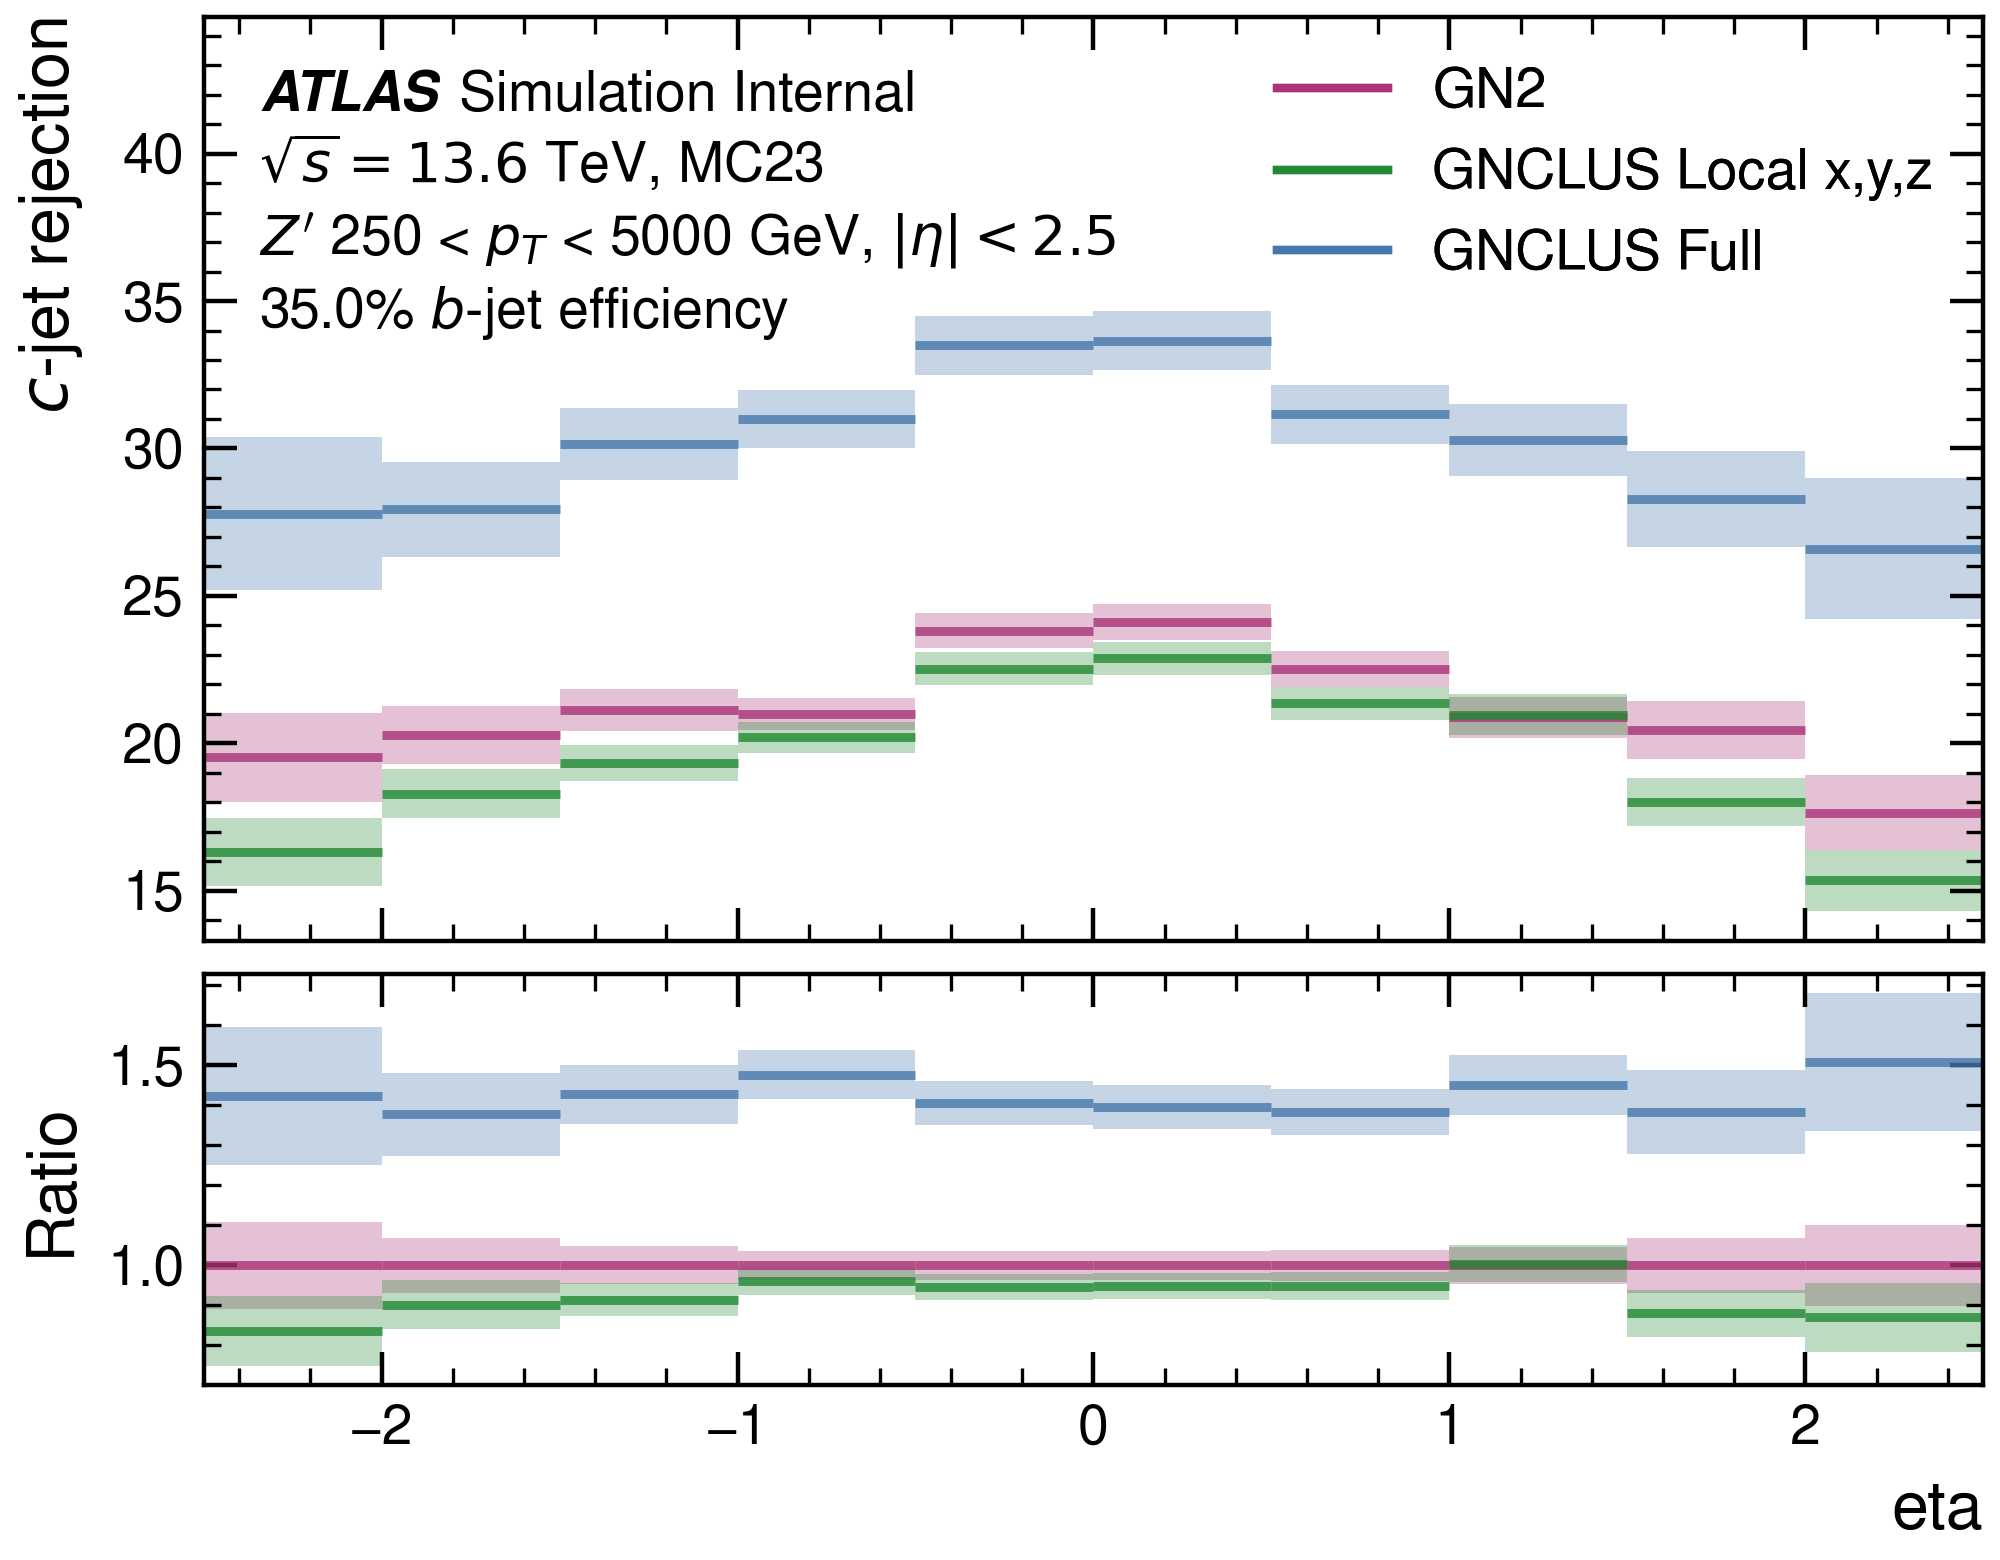 c-jet rejection
ATLAS Simulation Internal
√s = 13.6 TeV, MC23
Z′ 250 < p_T < 5000 GeV, |η| < 2.5
35.0% b-jet efficiency
GN2
GNCLUS Local x,y,z
GNCLUS Full
40
35
30
25
20
15
Ratio
1.5
1.0
−2 −1 0 1 2
eta